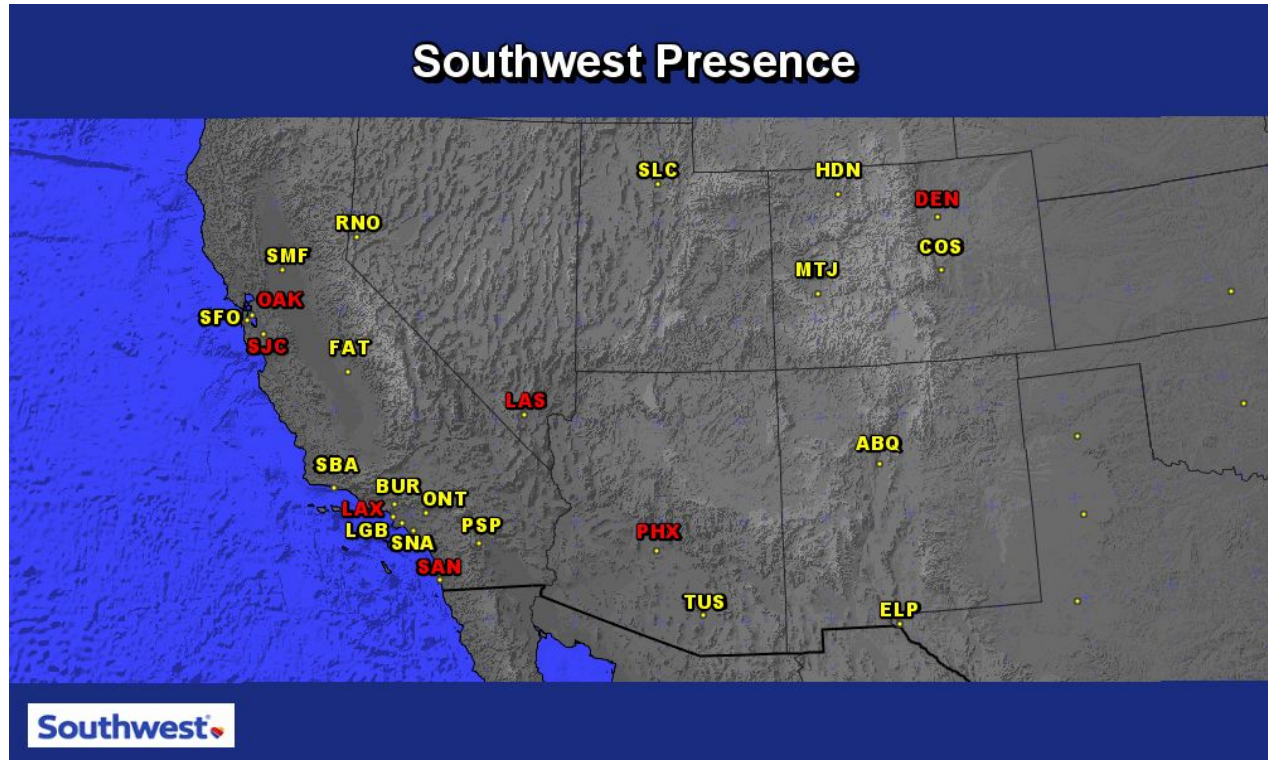 Southwest Presence
SLC
HDN
DEN
RNO
COS
SMF
MTJ
OAK
SFO
SJC
FAT
LAS
ABQ
SBA
BUR
ONT
LAX
LGB
SNA
PSP
PHX
SAN
TUS
ELP
Southwest